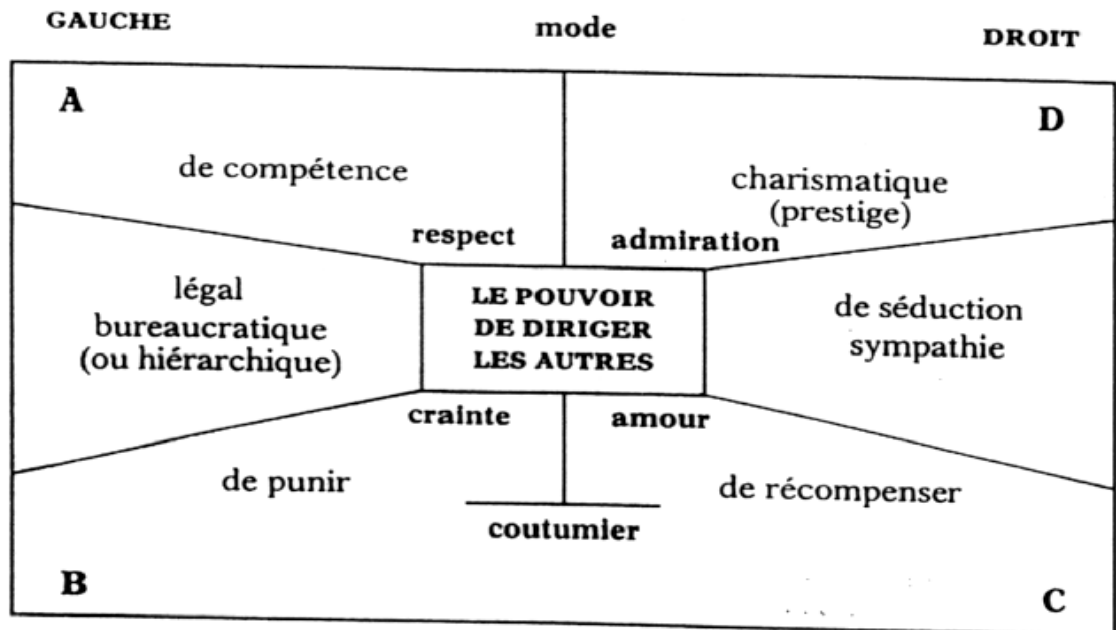 GAUCHE mode DROIT
A D
de compétence
charismatique
(prestige)
respect admiration
légal
bureaucratique
(ou hiérarchique)
LE POUVOIR
DE DIRIGER
LES AUTRES
de séduction
sympathie
crainte amour
de punir
de récompenser
coutumier
B C